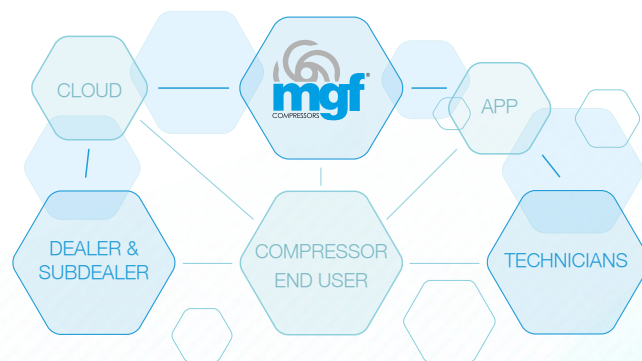 CLOUD
mgf®
COMPRESSORS
APP
DEALER &
SUBDEALER
COMPRESSOR
END USER
TECHNICIANS